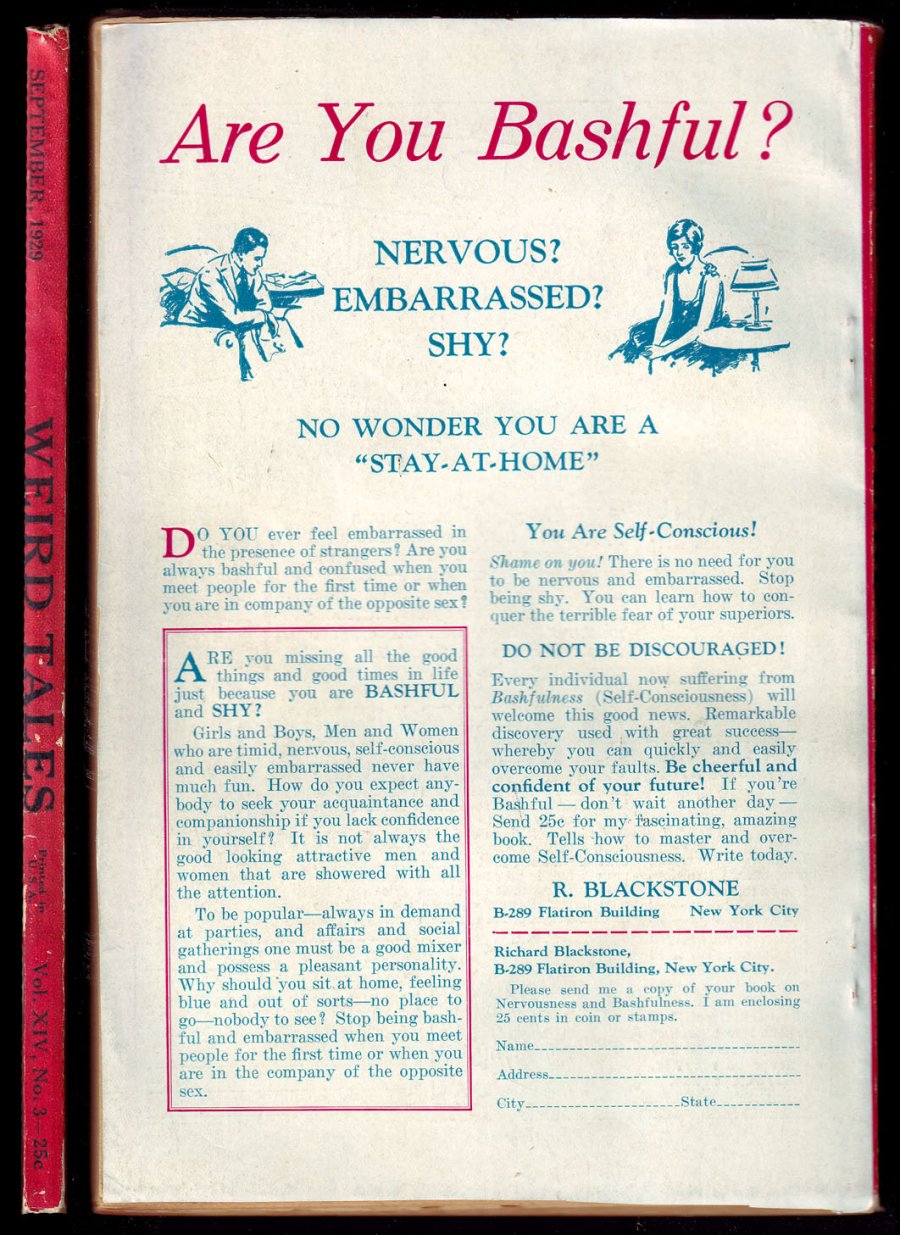 SEPTEMBER, 1929
WEIRD TALES
Printed in
U.S.A.
Vol. XIV, No. 3—25c
Are You Bashful?
NERVOUS?
EMBARRASSED?
SHY?
NO WONDER YOU ARE A
“STAY-AT-HOME”
DO YOU ever feel embarrassed in
the presence of strangers? Are you
always bashful and confused when you
meet people for the first time or when
you are in company of the opposite sex?
ARE you missing all the good
things and good times in life
just because you are BASHFUL
and SHY?
Girls and Boys, Men and Women
who are timid, nervous, self-conscious
and easily embarrassed never have
much fun. How do you expect any-
body to seek your acquaintance and
companionship if you lack confidence
in yourself? It is not always the
good looking attractive men and
women that are showered with all
the attention.
To be popular—always in demand
at parties, and affairs and social
gatherings one must be a good mixer
and possess a pleasant personality.
Why should you sit at home, feeling
blue and out of sorts—no place to
go—nobody to see? Stop being bash-
ful and embarrassed when you meet
people for the first time or when you
are in the company of the opposite
sex.
You Are Self-Conscious!
Shame on you! There is no need for you
to be nervous and embarrassed. Stop
being shy. You can learn how to con-
quer the terrible fear of your superiors.
DO NOT BE DISCOURAGED!
Every individual now suffering from
Bashfulness (Self-Consciousness) will
welcome this good news. Remarkable
discovery used with great success—
whereby you can quickly and easily
overcome your faults. Be cheerful and
confident of your future! If you're
Bashful — don't wait another day —
Send 25c for my fascinating, amazing
book. Tells how to master and over-
come Self-Consciousness. Write today.
R. BLACKSTONE
B-289 Flatiron Building New York City
Richard Blackstone,
B-289 Flatiron Building, New York City.
Please send me a copy of your book on
Nervousness and Bashfulness. I am enclosing
25 cents in coin or stamps.
Name
Address
City State